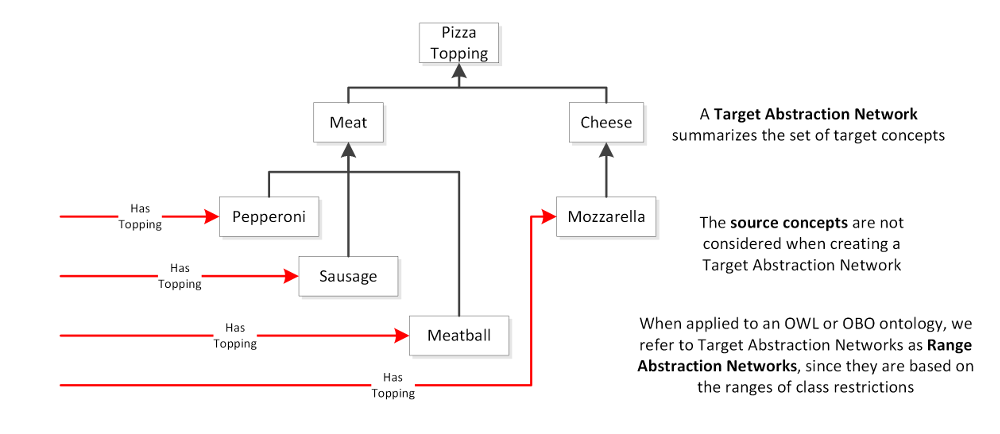 Pizza
Topping
Meat
Cheese
A Target Abstraction Network
summarizes the set of target concepts
Has
Topping
Pepperoni
Mozzarella
The source concepts are not
considered when creating a
Target Abstraction Network
Has
Topping
Sausage
Has
Topping
Meatball
When applied to an OWL or OBO ontology, we
refer to Target Abstraction Networks as Range
Abstraction Networks, since they are based on
the ranges of class restrictions
Has
Topping